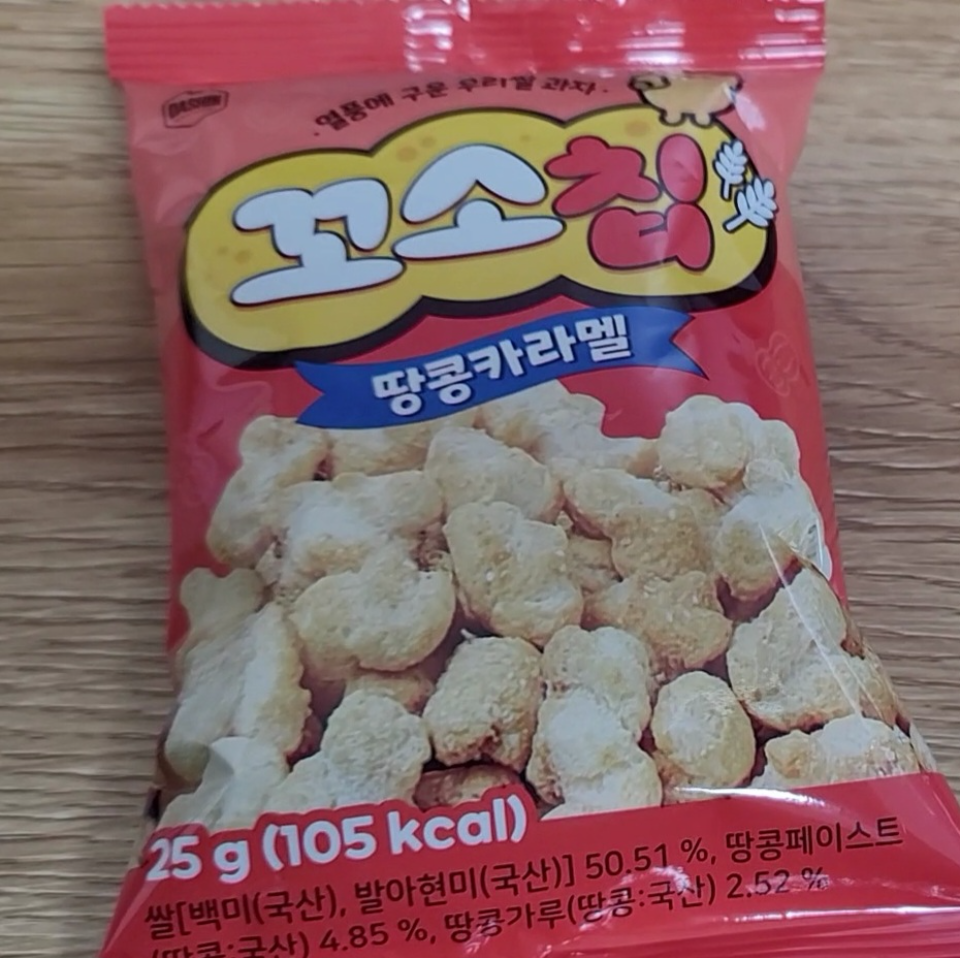 ·열풍에 구운 우리쌀 과자·
꼬소칩
땅콩카라멜
25 g (105 kcal)
쌀[백미(국산), 발아현미(국산)] 50.51 %, 땅콩페이스트
(땅콩:국산) 4.85 %, 땅콩가루(땅콩:국산) 2.52 %